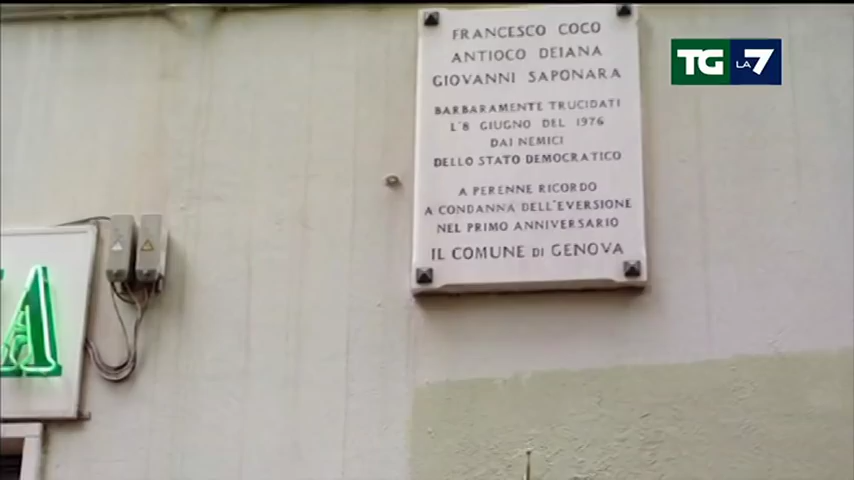 FRANCESCO COCO
ANTIOCO DEIANA
GIOVANNI SAPONARA
BARBARAMENTE TRUCIDATI
L'8 GIUGNO DEL 1976
DAI NEMICI
DELLO STATO DEMOCRATICO
A PERENNE RICORDO
A CONDANNA DELL'EVERSIONE
NEL PRIMO ANNIVERSARIO
IL COMUNE DI GENOVA
TG LA7
A